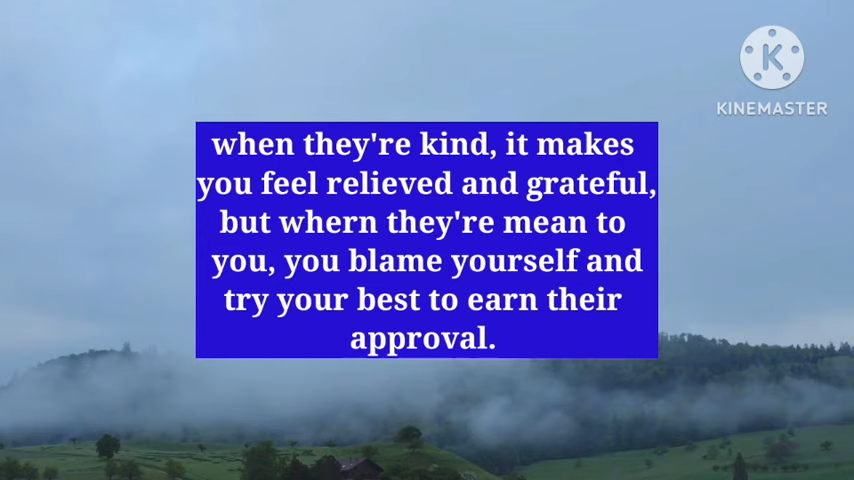 KINEMASTER
when they're kind, it makes
you feel relieved and grateful,
but whern they're mean to
you, you blame yourself and
try your best to earn their
approval.